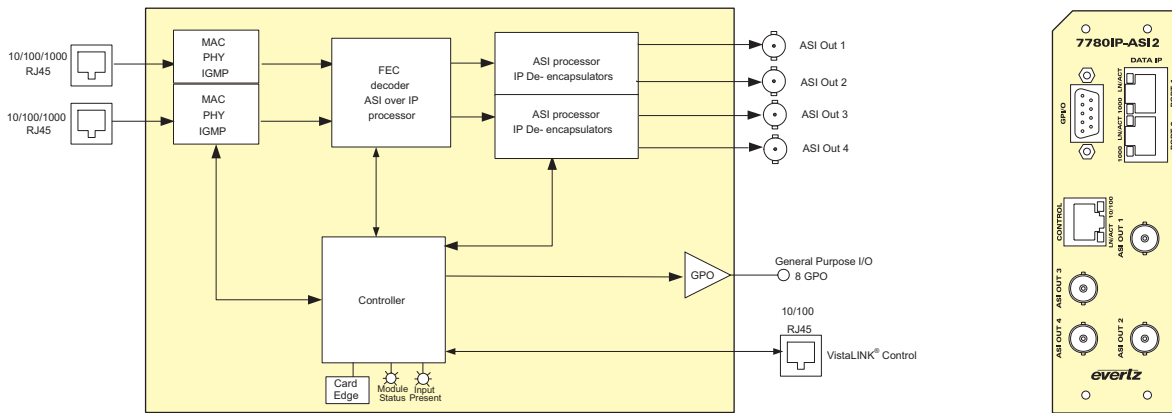 10/100/1000
RJ45
10/100/1000
RJ45
MAC
PHY
IGMP
MAC
PHY
IGMP
FEC
decoder
ASI over IP
processor
ASI processor
IP De- encapsulators
ASI processor
IP De- encapsulators
ASI Out 1
ASI Out 2
ASI Out 3
ASI Out 4
Controller
GPO
General Purpose I/O
8 GPO
10/100
RJ45
VistaLINK® Control
Card
Edge
Module
Status
Input
Present
7780IP-ASI2
DATA IP
GPI/O
LN/ACT
1000
LN/ACT
1000
CONTROL
10/100
LN/ACT
ASI OUT 1
ASI OUT 3
ASI OUT 4
ASI OUT 2
evertz